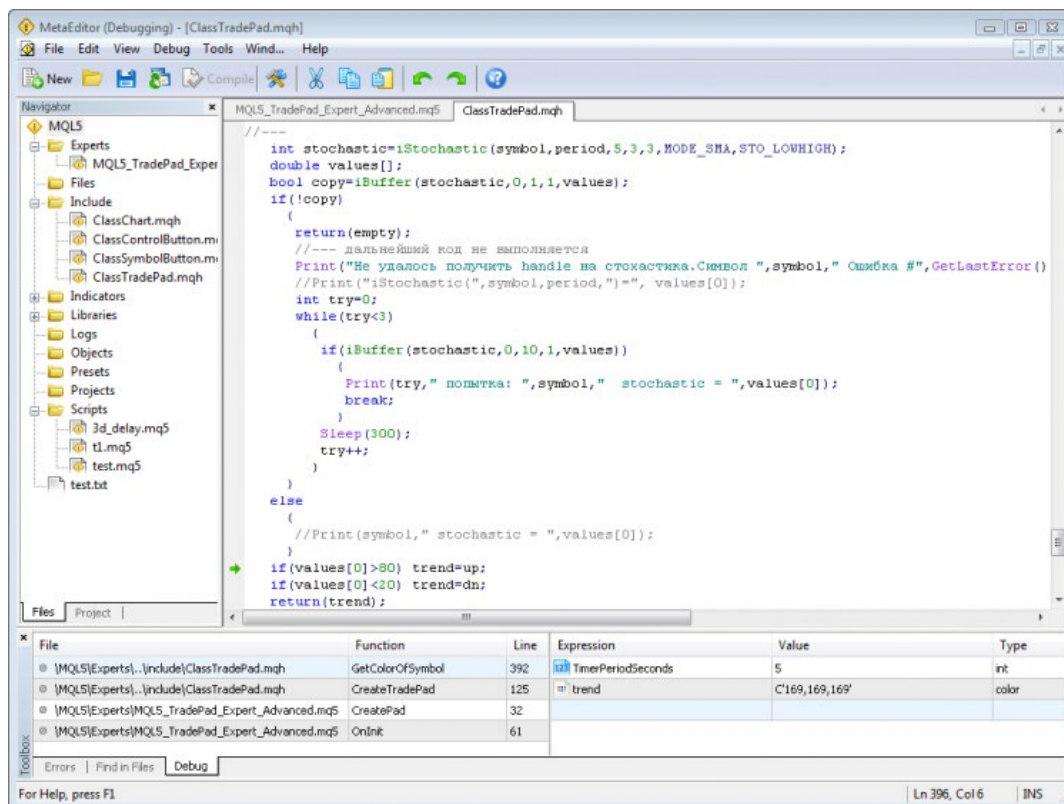 MetaEditor (Debugging) - [ClassTradePad.mqh]
File Edit View Debug Tools Wind... Help
New Compile
Navigator
MQL5
Experts
MQL5_TradePad_Exper
Files
Include
ClassChart.mqh
ClassControlButton.m
ClassSymbolButton.m
ClassTradePad.mqh
Indicators
Libraries
Logs
Objects
Presets
Projects
Scripts
3d_delay.mq5
t1.mq5
test.mq5
test.txt
Files Project
MQL5_TradePad_Expert_Advanced.mq5 ClassTradePad.mqh
//---
int stochastic=iStochastic(symbol,period,5,3,3,MODE_SMA,STO_LOWHIGH);
double values[];
bool copy=iBuffer(stochastic,0,1,1,values);
if(!copy)
{
return(empty);
//--- дальнейший код не выполняется
Print("Не удалось получить handle на стохастика.Символ ",symbol," Ошибка #",GetLastError()
//Print("iStochastic(",symbol,period,")=", values[0]);
int try=0;
while(try<3)
{
if(iBuffer(stochastic,0,10,1,values))
{
Print(try," попытка: ",symbol,"  stochastic = ",values[0]);
break;
}
Sleep(300);
try++;
}
}
else
{
//Print(symbol," stochastic = ",values[0]);
}
if(values[0]>80) trend=up;
if(values[0]<20) trend=dn;
return(trend);
File Function Line Expression Value Type
\MQL5\Experts\...\include\ClassTradePad.mqh GetColorOfSymbol 392 TimerPeriodSeconds 5 int
\MQL5\Experts\...\include\ClassTradePad.mqh CreateTradePad 125 trend C'169,169,169' color
\MQL5\Experts\MQL5_TradePad_Expert_Advanced.mq5 CreatePad 32
\MQL5\Experts\MQL5_TradePad_Expert_Advanced.mq5 OnInit 61
Toolbox
Errors Find in Files Debug
For Help, press F1 Ln 396, Col 6 INS